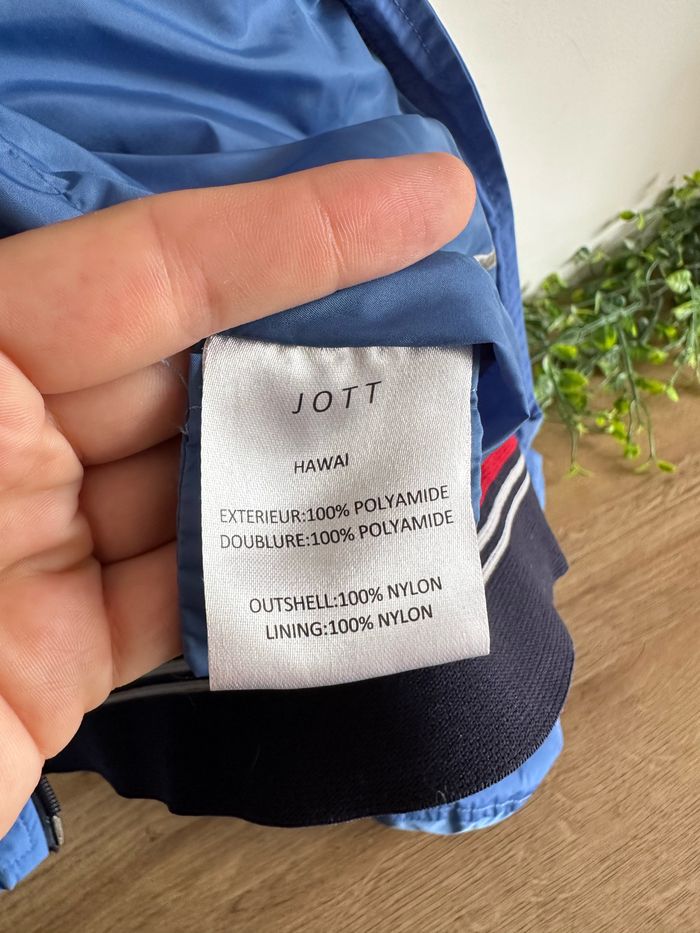 JOTT
HAWAI
EXTERIEUR:100% POLYAMIDE
DOUBLURE:100% POLYAMIDE
OUTSHELL:100% NYLON
LINING:100% NYLON